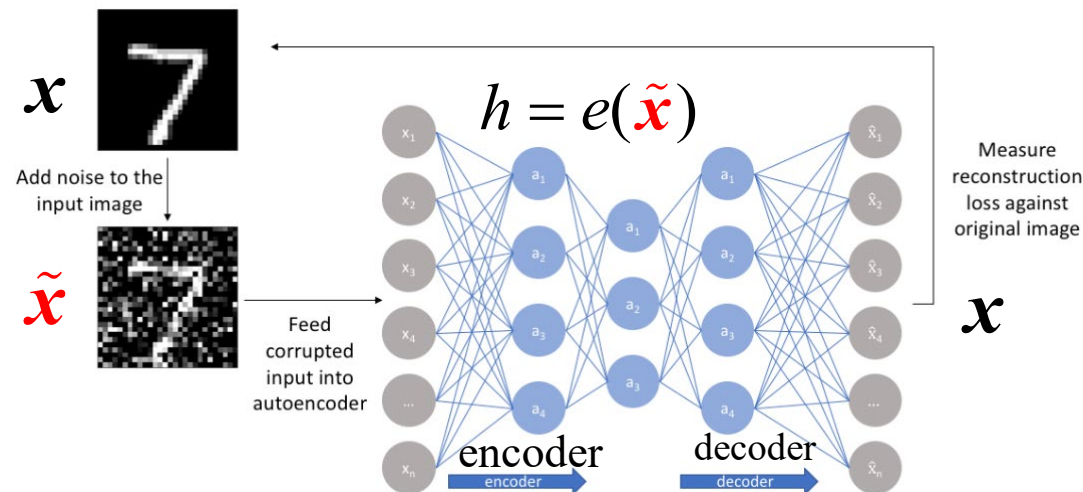 x
Add noise to the
input image
x̃
Feed
corrupted
input into
autoencoder
h = e(x̃)
x₁
x₂
x₃
x₄
...
xₙ
a₁
a₂
a₃
a₄
a₁
a₂
a₃
a₁
a₂
a₃
a₄
x̂₁
x̂₂
x̂₃
x̂₄
...
x̂ₙ
encoder
encoder
decoder
decoder
Measure
reconstruction
loss against
original image
x